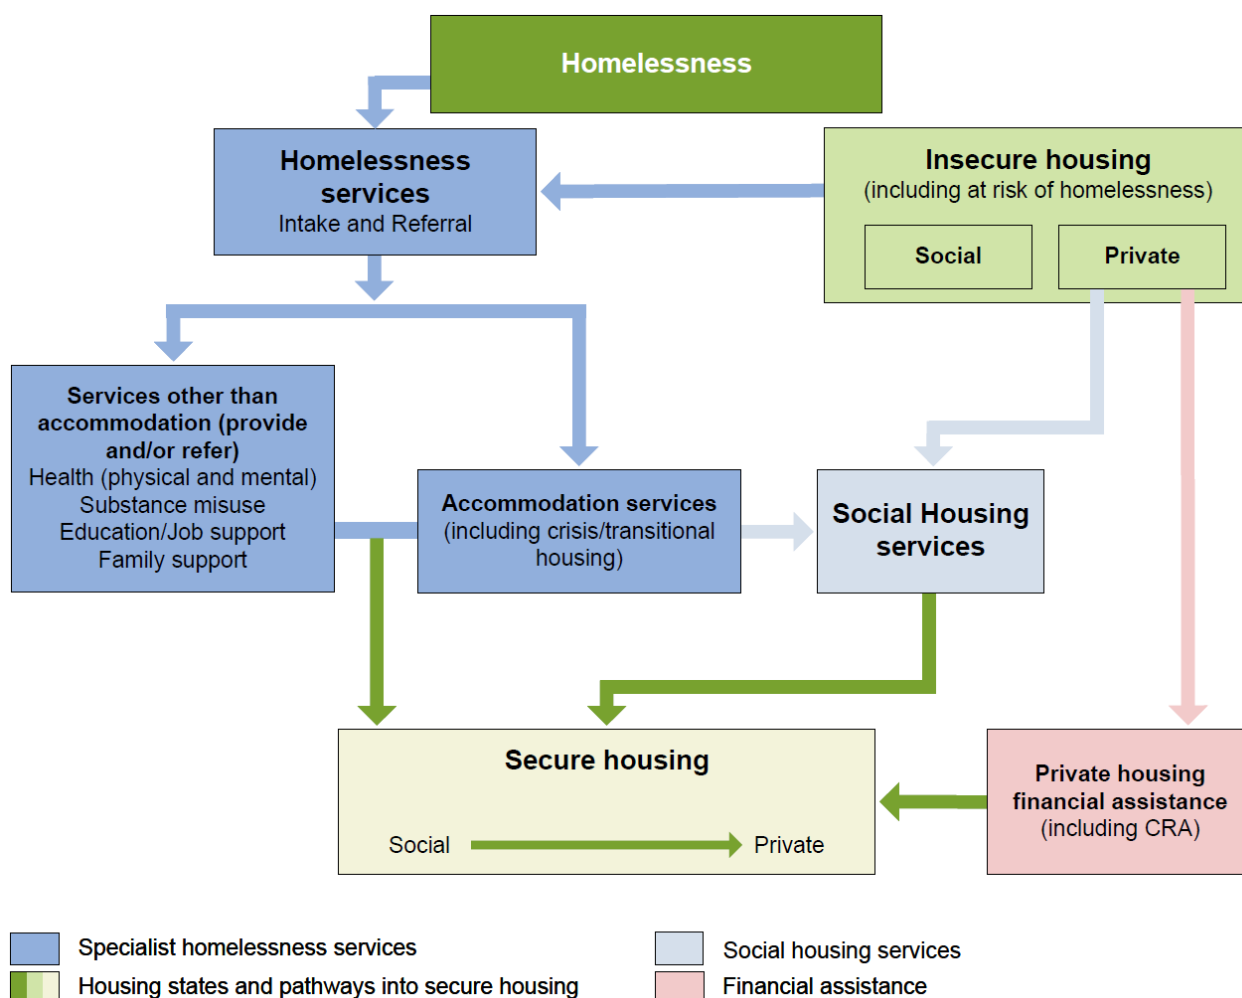 Homelessness
Homelessness
services
Intake and Referral
Insecure housing
(including at risk of homelessness)
Social
Private
Services other than
accommodation (provide
and/or refer)
Health (physical and mental)
Substance misuse
Education/Job support
Family support
Accommodation services
(including crisis/transitional
housing)
Social Housing
services
Secure housing
Social
Private
Private housing
financial assistance
(including CRA)
Specialist homelessness services
Social housing services
Housing states and pathways into secure housing
Financial assistance